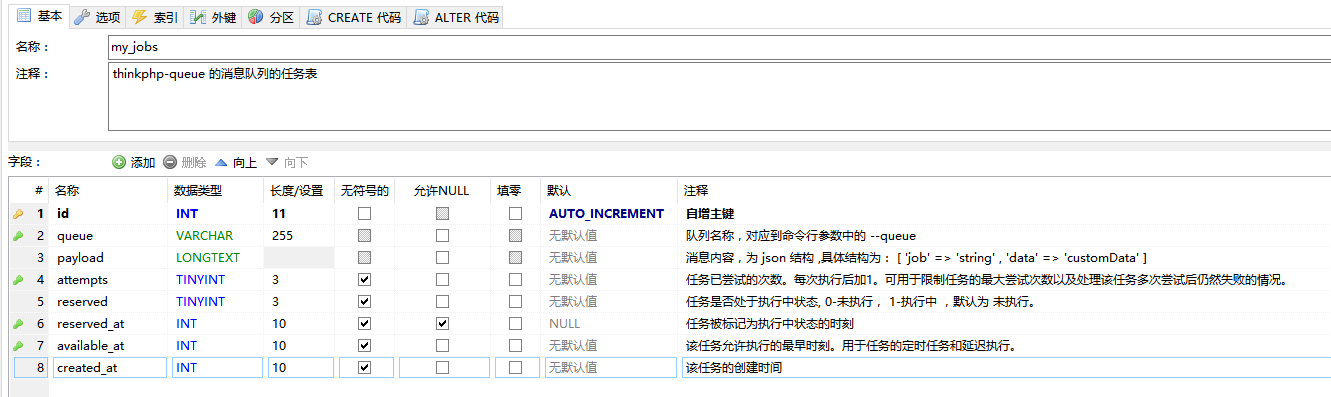 基本 选项 索引 外键 分区 CREATE 代码 ALTER 代码
名称： my_jobs
注释： thinkphp-queue 的消息队列的任务表
字段： 添加 删除 向上 向下
# 名称 数据类型 长度/设置 无符号的 允许NULL 填零 默认 注释
1 id INT 11 AUTO_INCREMENT 自增主键
2 queue VARCHAR 255 无默认值 队列名称，对应到命令行参数中的 --queue
3 payload LONGTEXT 无默认值 消息内容，为 json 结构 ,具体结构为： [ 'job' => 'string' , 'data' => 'customData' ]
4 attempts TINYINT 3 无默认值 任务已尝试的次数。每次执行后加1。可用于限制任务的最大尝试次数以及处理该任务多次尝试后仍然失败的情况。
5 reserved TINYINT 3 无默认值 任务是否处于执行中状态, 0-未执行， 1-执行中 ，默认为 未执行。
6 reserved_at INT 10 NULL 任务被标记为执行中状态的时刻
7 available_at INT 10 无默认值 该任务允许执行的最早时刻。用于任务的定时任务和延迟执行。
8 created_at INT 10 无默认值 该任务的创建时间